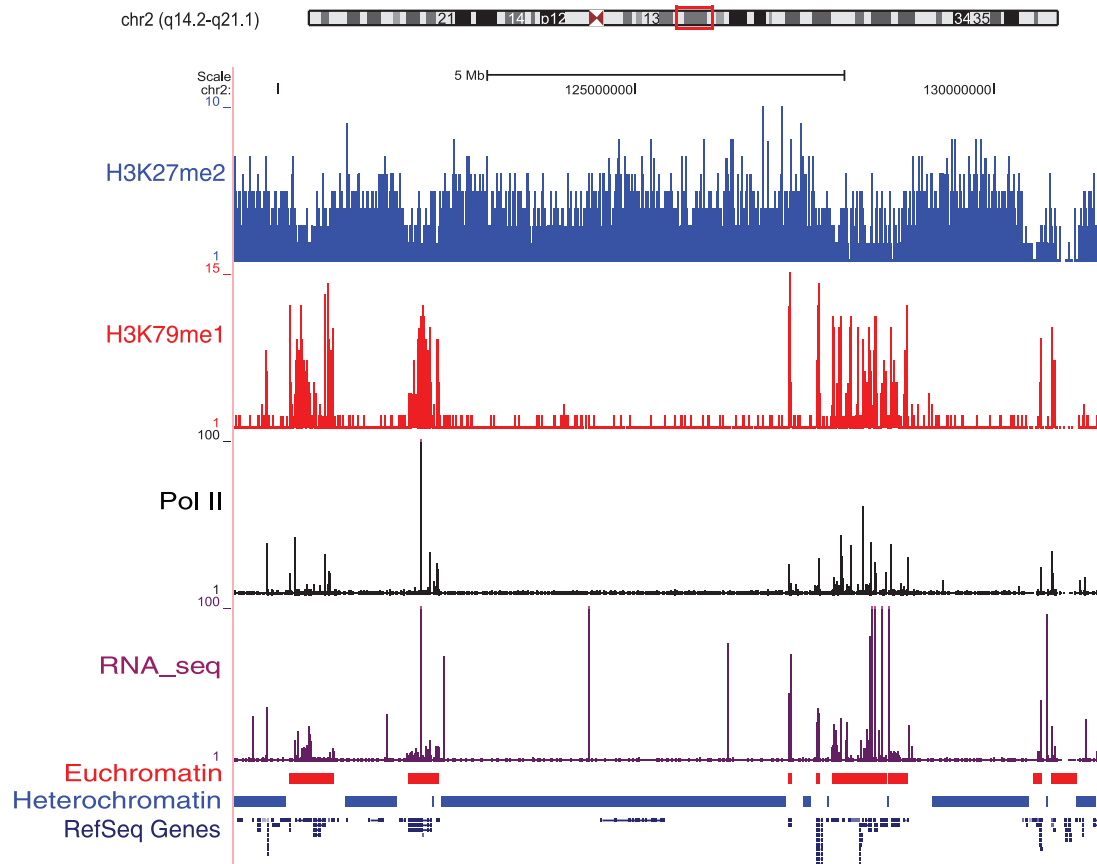 chr2 (q14.2-q21.1) 21 14 p12 13 34 35
Scale 5 Mb
chr2: 125000000 130000000
10
H3K27me2
1
15
H3K79me1
1
100
Pol II
1
100
RNA_seq
1
Euchromatin
Heterochromatin
RefSeq Genes